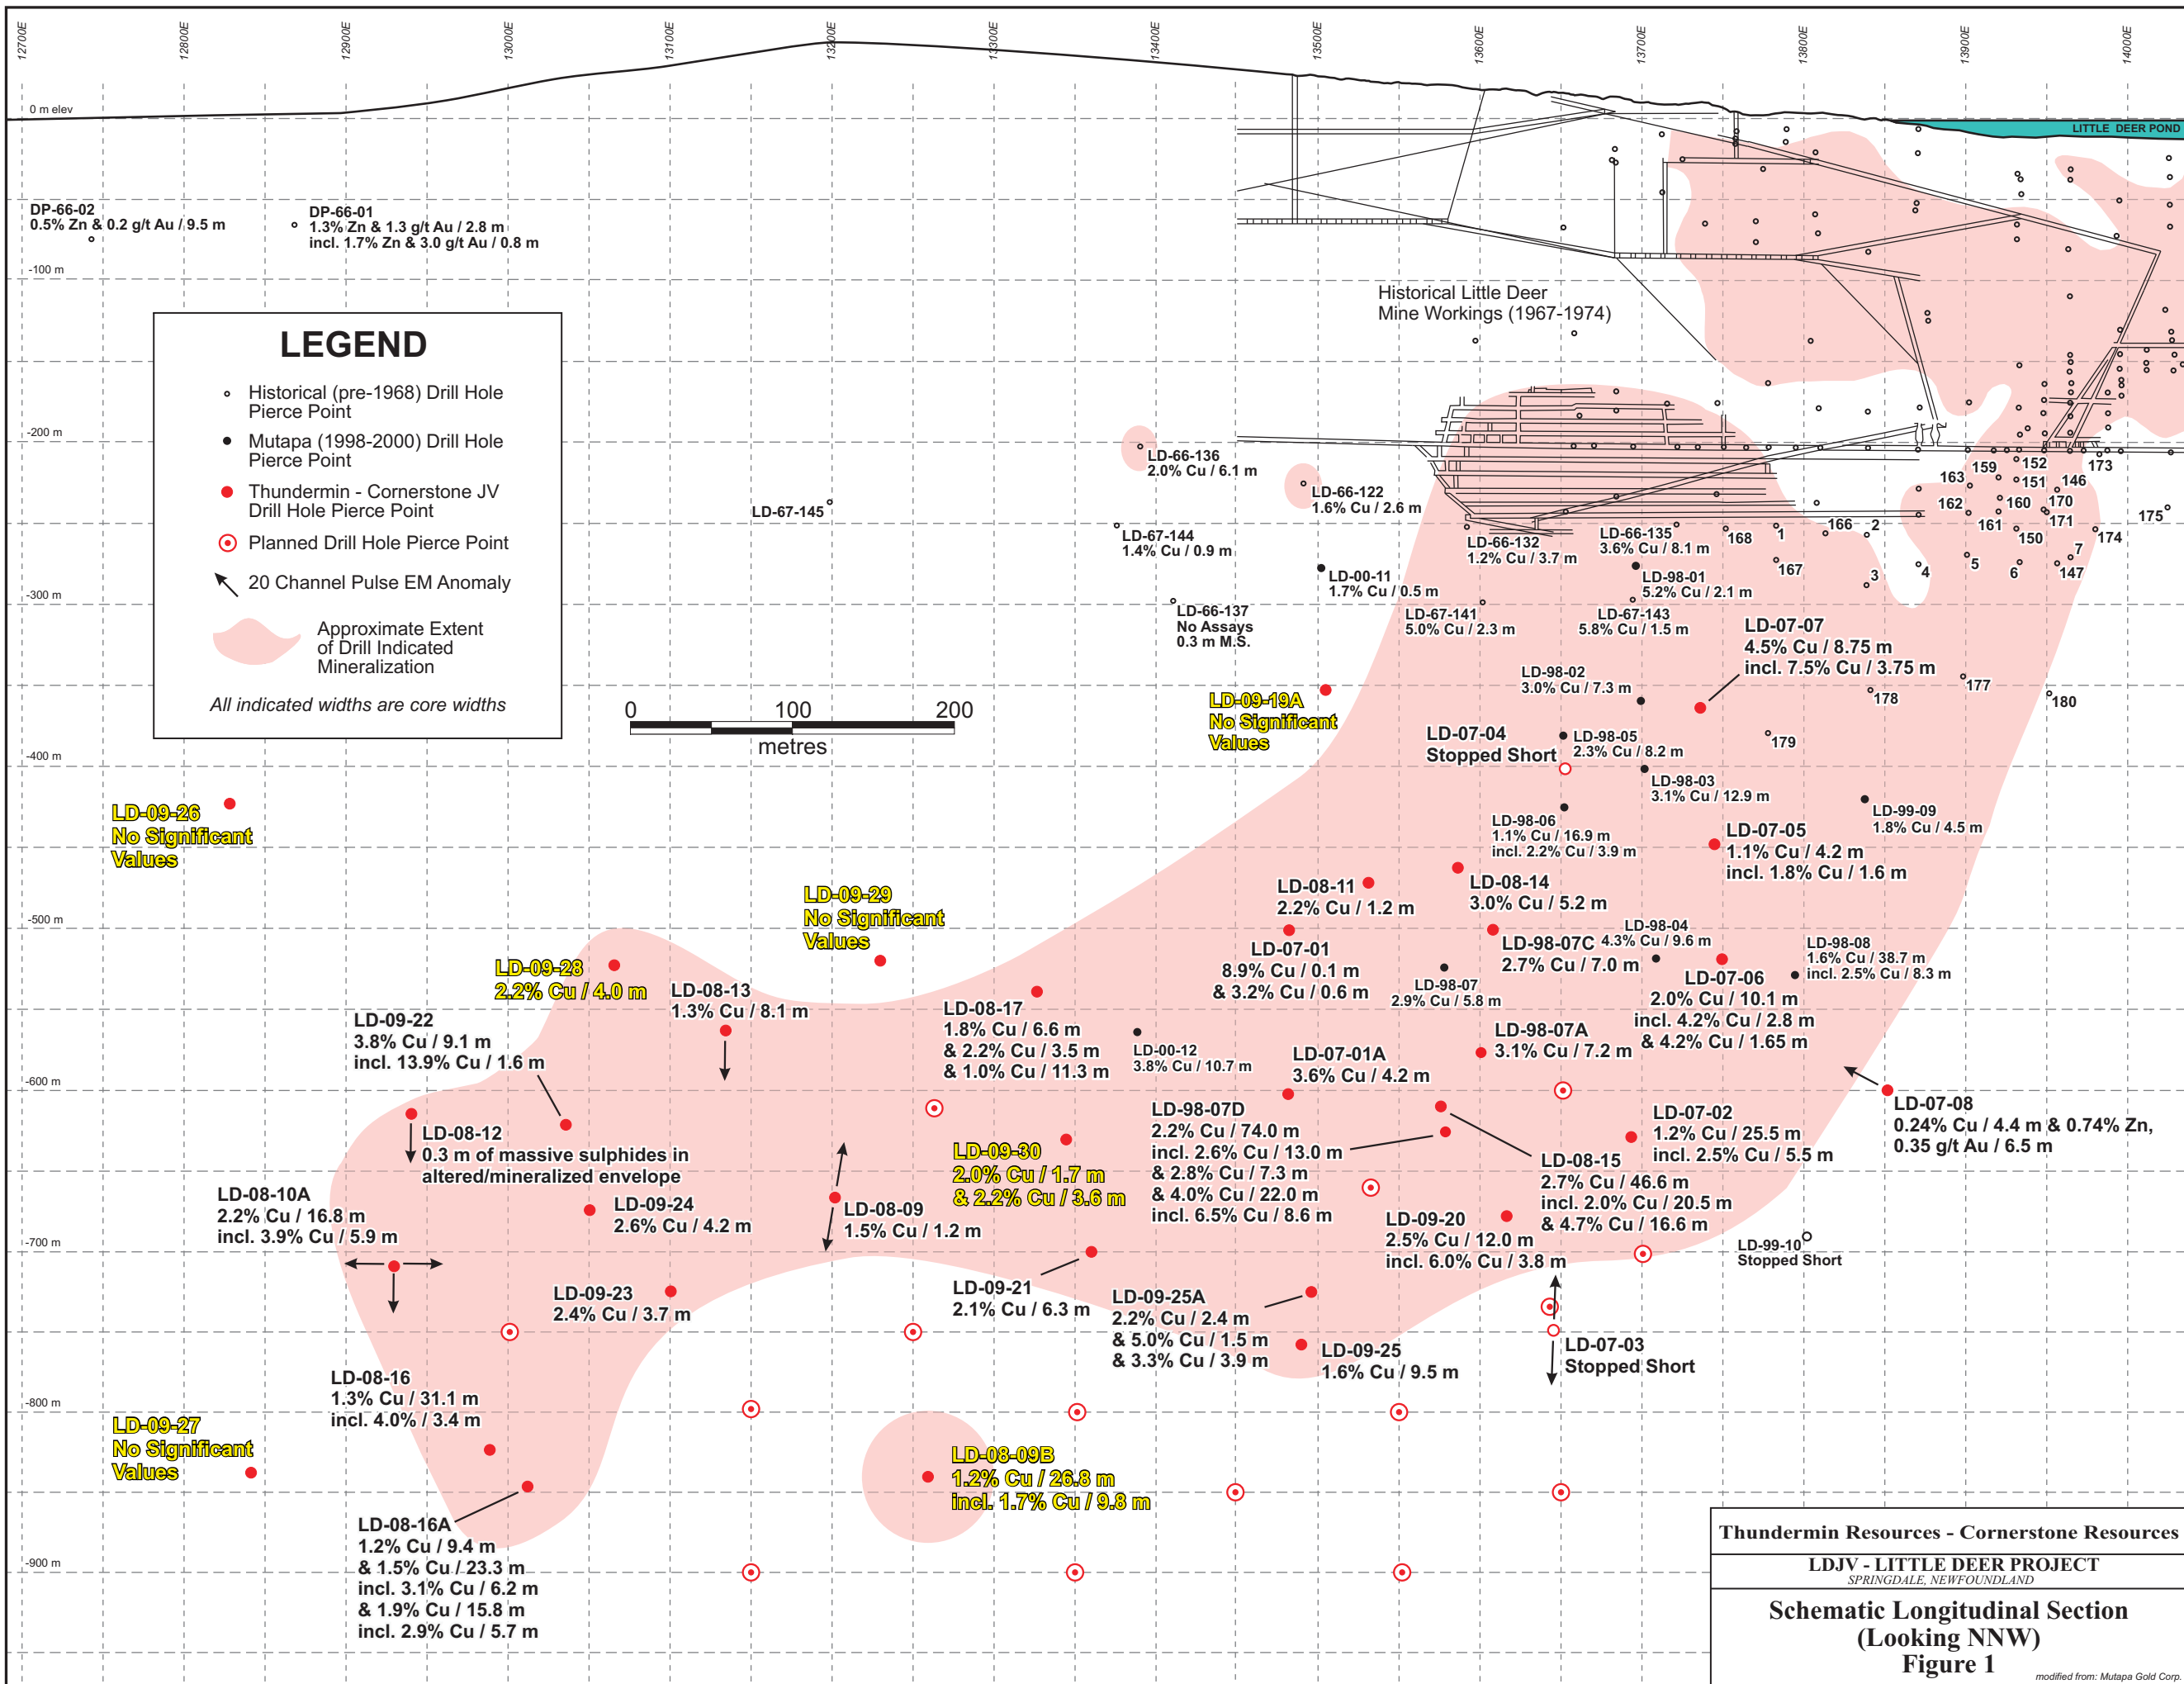 12700E
12800E
12900E
13000E
13100E
13200E
13300E
13400E
13500E
13600E
13700E
13800E
13900E
14000E
0 m elev
LITTLE DEER POND
DP-66-02
0.5% Zn & 0.2 g/t Au / 9.5 m
DP-66-01
1.3% Zn & 1.3 g/t Au / 2.8 m
incl. 1.7% Zn & 3.0 g/t Au / 0.8 m
-100 m
Historical Little Deer
Mine Workings (1967-1974)
LEGEND
Historical (pre-1968) Drill Hole
Pierce Point
Mutapa (1998-2000) Drill Hole
Pierce Point
Thundermin - Cornerstone JV
Drill Hole Pierce Point
Planned Drill Hole Pierce Point
20 Channel Pulse EM Anomaly
Approximate Extent
of Drill Indicated
Mineralization
All indicated widths are core widths
0 100 200
metres
-200 m
LD-66-136
2.0% Cu / 6.1 m
LD-66-122
1.6% Cu / 2.6 m
LD-67-145
LD-67-144
1.4% Cu / 0.9 m
LD-66-132
1.2% Cu / 3.7 m
LD-66-135
3.6% Cu / 8.1 m
168
1
166
2
163
159
152
173
151
146
162
160
170
161
171
175
150
174
7
167
3
4
5
6
147
LD-00-11
1.7% Cu / 0.5 m
LD-98-01
5.2% Cu / 2.1 m
-300 m
LD-66-137
No Assays
0.3 m M.S.
LD-67-141
5.0% Cu / 2.3 m
LD-67-143
5.8% Cu / 1.5 m
LD-07-07
4.5% Cu / 8.75 m
incl. 7.5% Cu / 3.75 m
LD-98-02
3.0% Cu / 7.3 m
177
178
180
179
LD-09-19A
No Significant
Values
LD-07-04
Stopped Short
LD-98-05
2.3% Cu / 8.2 m
-400 m
LD-98-03
3.1% Cu / 12.9 m
LD-09-26
No Significant
Values
LD-98-06
1.1% Cu / 16.9 m
incl. 2.2% Cu / 3.9 m
LD-99-09
1.8% Cu / 4.5 m
LD-07-05
1.1% Cu / 4.2 m
incl. 1.8% Cu / 1.6 m
LD-09-29
No Significant
Values
LD-08-11
2.2% Cu / 1.2 m
LD-08-14
3.0% Cu / 5.2 m
-500 m
LD-07-01
8.9% Cu / 0.1 m
& 3.2% Cu / 0.6 m
LD-98-07C
2.7% Cu / 7.0 m
LD-98-04
4.3% Cu / 9.6 m
LD-98-08
1.6% Cu / 38.7 m
incl. 2.5% Cu / 8.3 m
LD-09-28
2.2% Cu / 4.0 m
LD-08-13
1.3% Cu / 8.1 m
LD-98-07
2.9% Cu / 5.8 m
LD-07-06
2.0% Cu / 10.1 m
incl. 4.2% Cu / 2.8 m
& 4.2% Cu / 1.65 m
LD-09-22
3.8% Cu / 9.1 m
incl. 13.9% Cu / 1.6 m
LD-08-17
1.8% Cu / 6.6 m
& 2.2% Cu / 3.5 m
& 1.0% Cu / 11.3 m
LD-00-12
3.8% Cu / 10.7 m
LD-07-01A
3.6% Cu / 4.2 m
LD-98-07A
3.1% Cu / 7.2 m
-600 m
LD-08-12
0.3 m of massive sulphides in
altered/mineralized envelope
LD-98-07D
2.2% Cu / 74.0 m
incl. 2.6% Cu / 13.0 m
& 2.8% Cu / 7.3 m
& 4.0% Cu / 22.0 m
incl. 6.5% Cu / 8.6 m
LD-07-02
1.2% Cu / 25.5 m
incl. 2.5% Cu / 5.5 m
LD-07-08
0.24% Cu / 4.4 m & 0.74% Zn,
0.35 g/t Au / 6.5 m
LD-09-30
2.0% Cu / 1.7 m
& 2.2% Cu / 3.6 m
LD-08-15
2.7% Cu / 46.6 m
incl. 2.0% Cu / 20.5 m
& 4.7% Cu / 16.6 m
LD-08-10A
2.2% Cu / 16.8 m
incl. 3.9% Cu / 5.9 m
LD-09-24
2.6% Cu / 4.2 m
LD-08-09
1.5% Cu / 1.2 m
LD-09-20
2.5% Cu / 12.0 m
incl. 6.0% Cu / 3.8 m
-700 m
LD-99-10
Stopped Short
LD-09-23
2.4% Cu / 3.7 m
LD-09-21
2.1% Cu / 6.3 m
LD-09-25A
2.2% Cu / 2.4 m
& 5.0% Cu / 1.5 m
& 3.3% Cu / 3.9 m
LD-09-25
1.6% Cu / 9.5 m
LD-07-03
Stopped Short
LD-08-16
1.3% Cu / 31.1 m
incl. 4.0% / 3.4 m
-800 m
LD-09-27
No Significant
Values
LD-08-09B
1.2% Cu / 26.8 m
incl. 1.7% Cu / 9.8 m
LD-08-16A
1.2% Cu / 9.4 m
& 1.5% Cu / 23.3 m
incl. 3.1% Cu / 6.2 m
& 1.9% Cu / 15.8 m
incl. 2.9% Cu / 5.7 m
-900 m
Thundermin Resources - Cornerstone Resources
LDJV - LITTLE DEER PROJECT
SPRINGDALE, NEWFOUNDLAND
Schematic Longitudinal Section
(Looking NNW)
Figure 1
modified from: Mutapa Gold Corp.